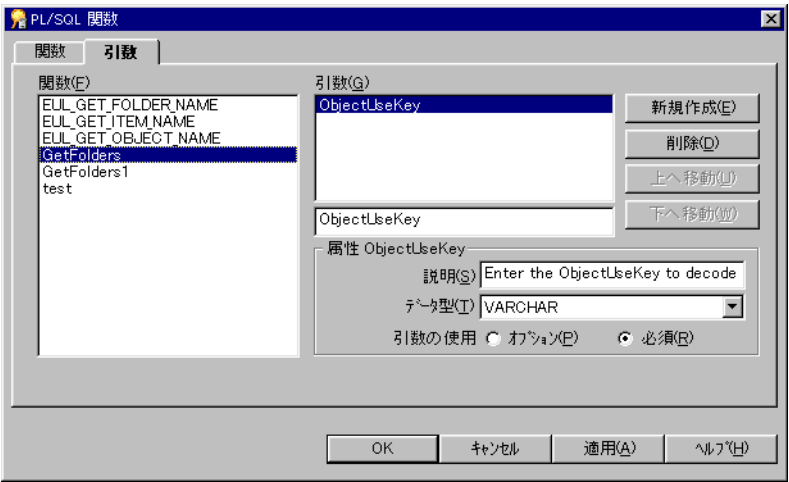 PL/SQL 関数
関数 引数
関数(F)
EUL_GET_FOLDER_NAME
EUL_GET_ITEM_NAME
EUL_GET_OBJECT_NAME
GetFolders
GetFolders1
test
引数(G)
ObjectUseKey
ObjectUseKey
新規作成(E)
削除(D)
上へ移動(U)
下へ移動(W)
属性 ObjectUseKey
説明(S) Enter the ObjectUseKey to decode
ﾃﾞｰﾀ型(T) VARCHAR
引数の使用 ｵﾌﾟｼｮﾝ(P) 必須(R)
OK ｷｬﾝｾﾙ 適用(A) ﾍﾙﾌﾟ(H)